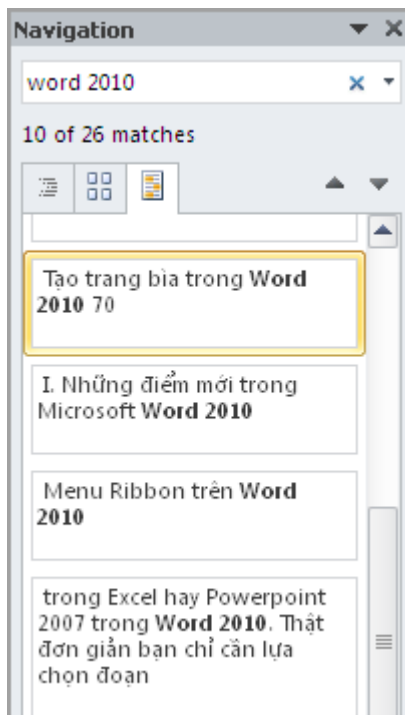 Navigation
word 2010
10 of 26 matches
Tạo trang bìa trong Word
2010 70
I. Những điểm mới trong
Microsoft Word 2010
Menu Ribbon trên Word
2010
trong Excel hay Powerpoint
2007 trong Word 2010. Thật
đơn giản bạn chỉ cần lựa
chọn đoạn